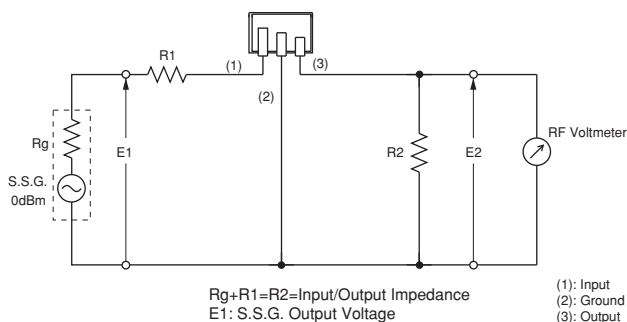 R1
(1)
(3)
(2)
Rg
E1
R2
E2
RF Voltmeter
S.S.G.
0dBm
Rg+R1=R2=Input/Output Impedance
E1: S.S.G. Output Voltage
(1): Input
(2): Ground
(3): Output